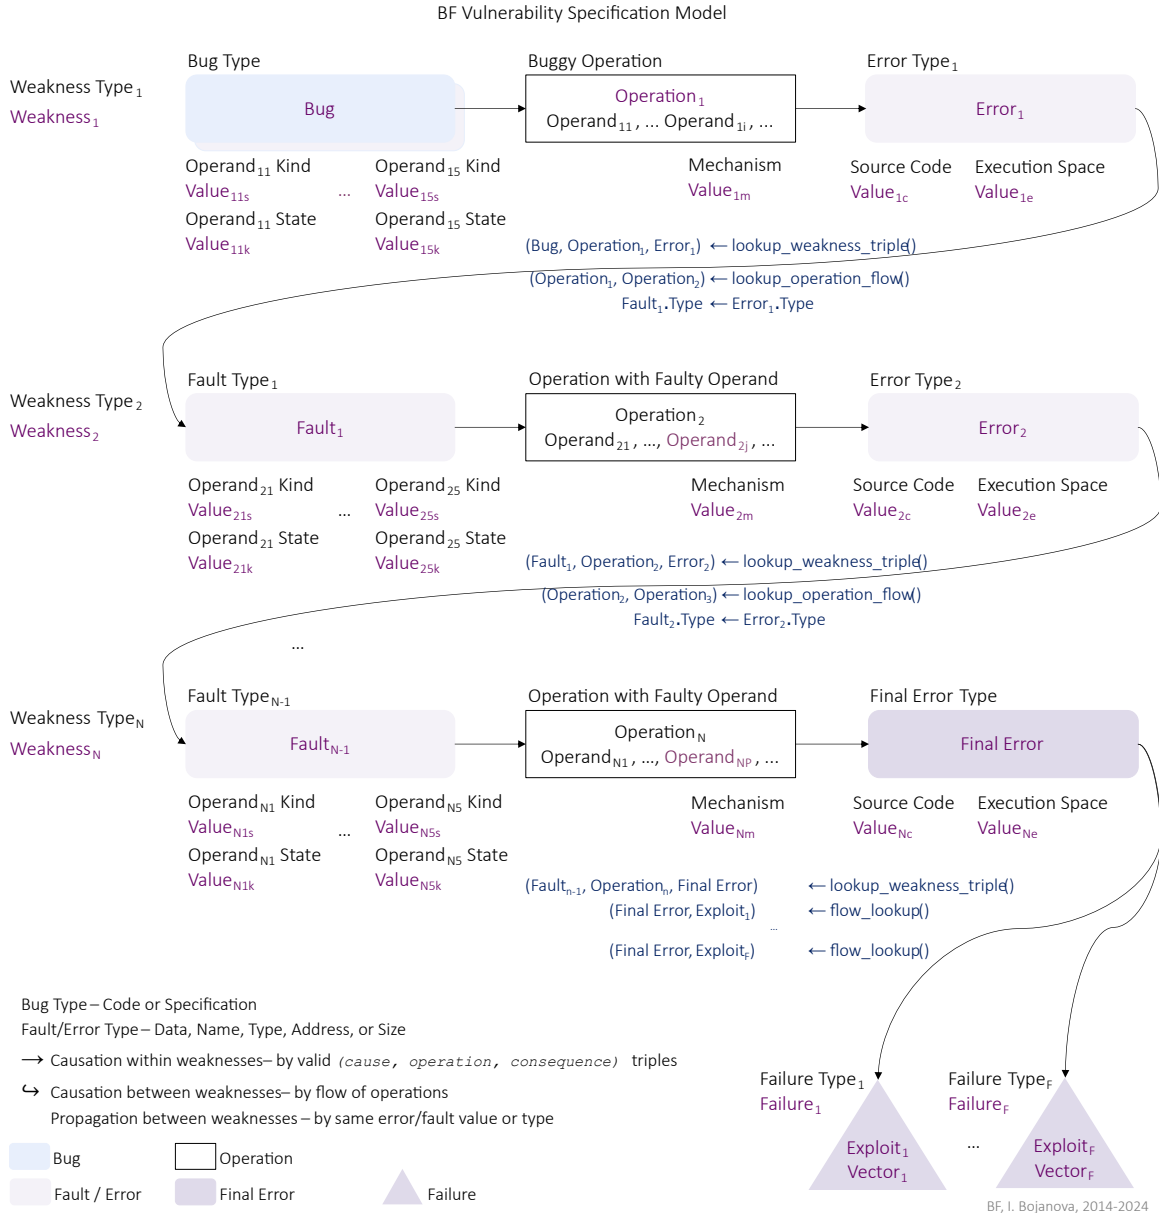 BF Vulnerability Specification Model
Bug Type
Buggy Operation
Error Type1
Weakness Type1
Weakness1
Bug
Operation1
Operand11, ... Operand1i, ...
Error1
Operand11 Kind
Operand15 Kind
Mechanism
Source Code
Execution Space
Value11s
...
Value15s
Value1m
Value1c
Value1e
Operand11 State
Operand15 State
Value11k
Value15k
(Bug, Operation1, Error1) ← lookup_weakness_triple()
(Operation1, Operation2) ← lookup_operation_flow()
Fault1.Type ← Error1.Type
Fault Type1
Operation with Faulty Operand
Error Type2
Weakness Type2
Weakness2
Fault1
Operation2
Operand21, ..., Operand2j, ...
Error2
Operand21 Kind
Operand25 Kind
Mechanism
Source Code
Execution Space
Value21s
...
Value25s
Value2m
Value2c
Value2e
Operand21 State
Operand25 State
Value21k
Value25k
(Fault1, Operation2, Error2) ← lookup_weakness_triple()
(Operation2, Operation3) ← lookup_operation_flow()
Fault2.Type ← Error2.Type
...
Fault TypeN-1
Operation with Faulty Operand
Final Error Type
Weakness TypeN
WeaknessN
FaultN-1
OperationN
OperandN1, ..., OperandNP, ...
Final Error
OperandN1 Kind
OperandN5 Kind
Mechanism
Source Code
Execution Space
ValueN1s
...
ValueN5s
ValueNm
ValueNc
ValueNe
OperandN1 State
OperandN5 State
ValueN1k
ValueN5k
(Faultn-1, Operationn, Final Error) ← lookup_weakness_triple()
(Final Error, Exploit1) ← flow_lookup()
...
(Final Error, ExploitF) ← flow_lookup()
Bug Type – Code or Specification
Fault/Error Type – Data, Name, Type, Address, or Size
→ Causation within weaknesses– by valid (cause, operation, consequence) triples
↪ Causation between weaknesses– by flow of operations
Propagation between weaknesses – by same error/fault value or type
Failure Type1
Failure1
Failure TypeF
FailureF
Exploit1
Vector1
...
ExploitF
VectorF
Bug
Operation
Fault / Error
Final Error
Failure
BF, I. Bojanova, 2014-2024